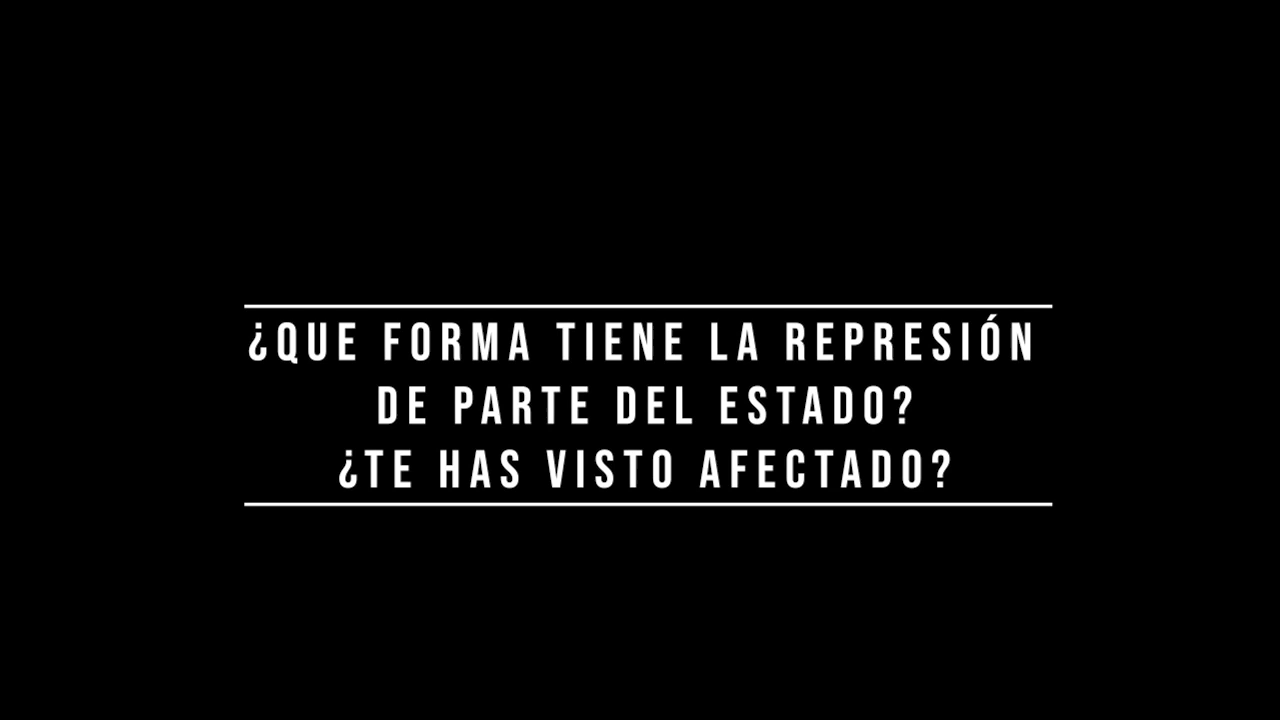 ¿QUE FORMA TIENE LA REPRESIÓN
DE PARTE DEL ESTADO?
¿TE HAS VISTO AFECTADO?